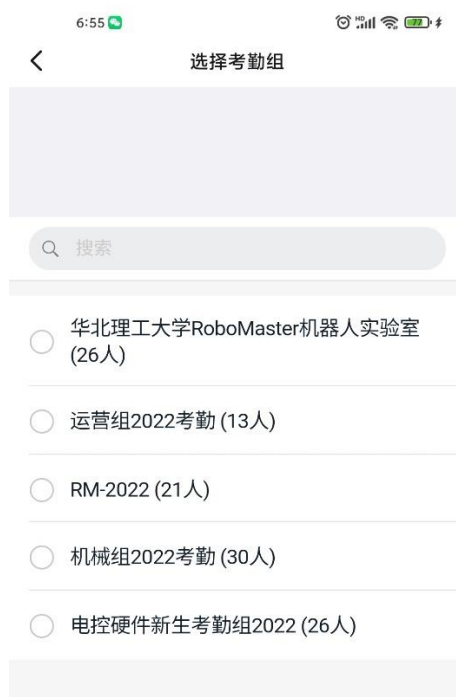 6:55
HD
77
选择考勤组
搜索
华北理工大学RoboMaster机器人实验室
(26人)
运营组2022考勤 (13人)
RM-2022 (21人)
机械组2022考勤 (30人)
电控硬件新生考勤组2022 (26人)